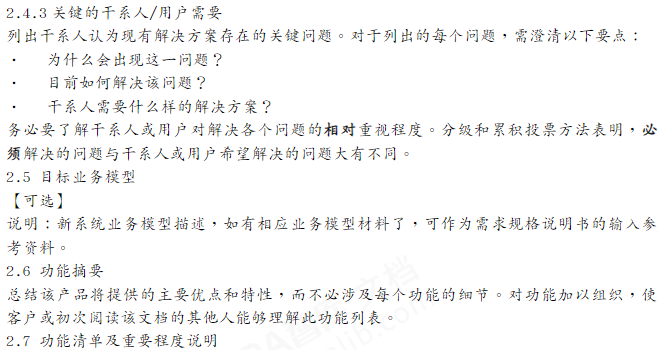 2.4.3 关键的干系人/用户需要
列出干系人认为现有解决方案存在的关键问题。对于列出的每个问题，需澄清以下要点：
· 为什么会出现这一问题？
· 目前如何解决该问题？
· 干系人需要什么样的解决方案？
务必要了解干系人或用户对解决各个问题的相对重视程度。分级和累积投票方法表明，必
须解决的问题与干系人或用户希望解决的问题大有不同。
2.5 目标业务模型
【可选】
说明：新系统业务模型描述，如有相应业务模型材料了，可作为需求规格说明书的输入参
考资料。
2.6 功能摘要
总结该产品将提供的主要优点和特性，而不必涉及每个功能的细节。对功能加以组织，使
客户或初次阅读该文档的其他人能够理解此功能列表。
2.7 功能清单及重要程度说明